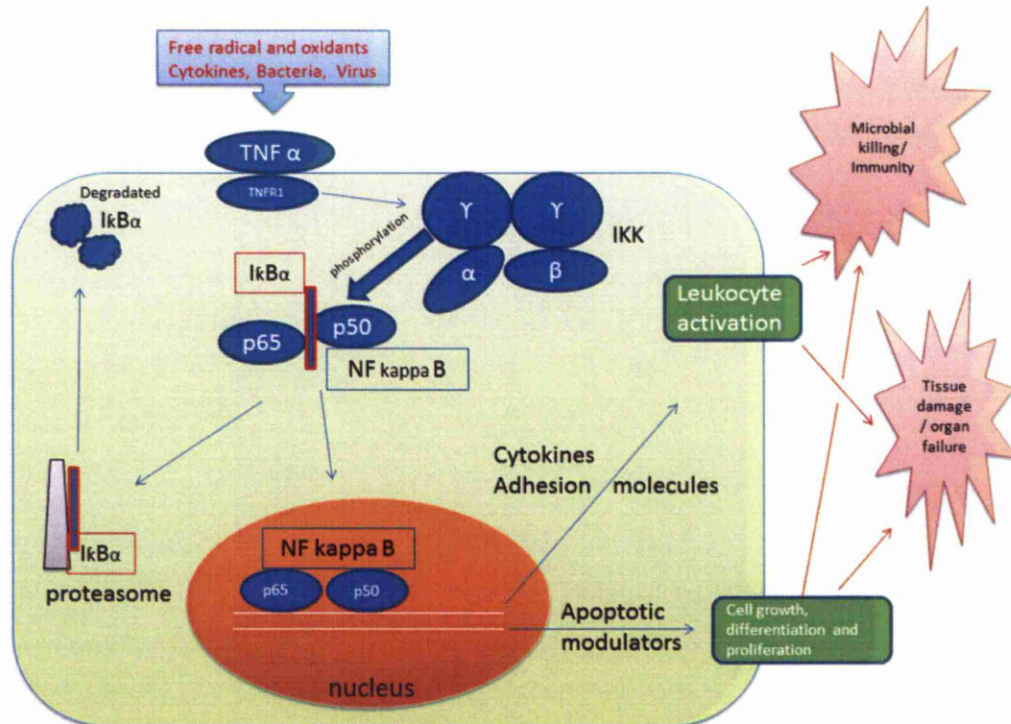 Free radical and oxidants
Cytokines, Bacteria, Virus
TNF α
TNFR1
Degraded
IkBα
phosphorylation
ϒ
ϒ
α
β
IKK
IkBα
p65
p50
NF kappa B
Microbial
killing/
Immunity
Leukocyte
activation
Tissue
damage
/ organ
failure
Cytokines
Adhesion molecules
IkBα
proteasome
NF kappa B
p65
p50
nucleus
Apoptotic
modulators
Cell growth,
differentiation and
proliferation